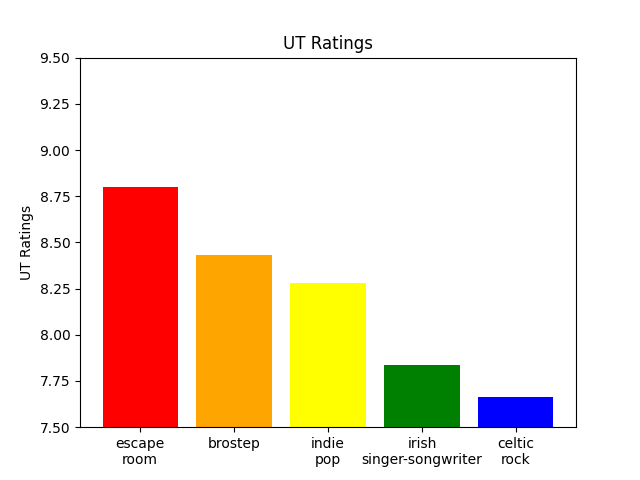 UT Ratings
UT Ratings
9.50
9.25
9.00
8.75
8.50
8.25
8.00
7.75
7.50
escape
room
brostep
indie
pop
irish
singer-songwriter
celtic
rock